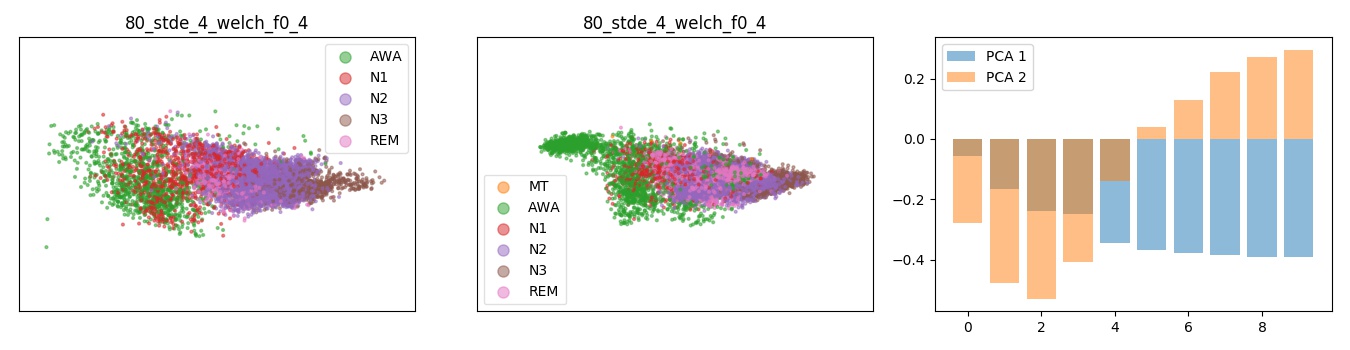 80_stde_4_welch_f0_4
AWA
N1
N2
N3
REM
80_stde_4_welch_f0_4
MT
AWA
N1
N2
N3
REM
PCA 1
PCA 2
0.2
0.0
−0.2
−0.4
0 2 4 6 8